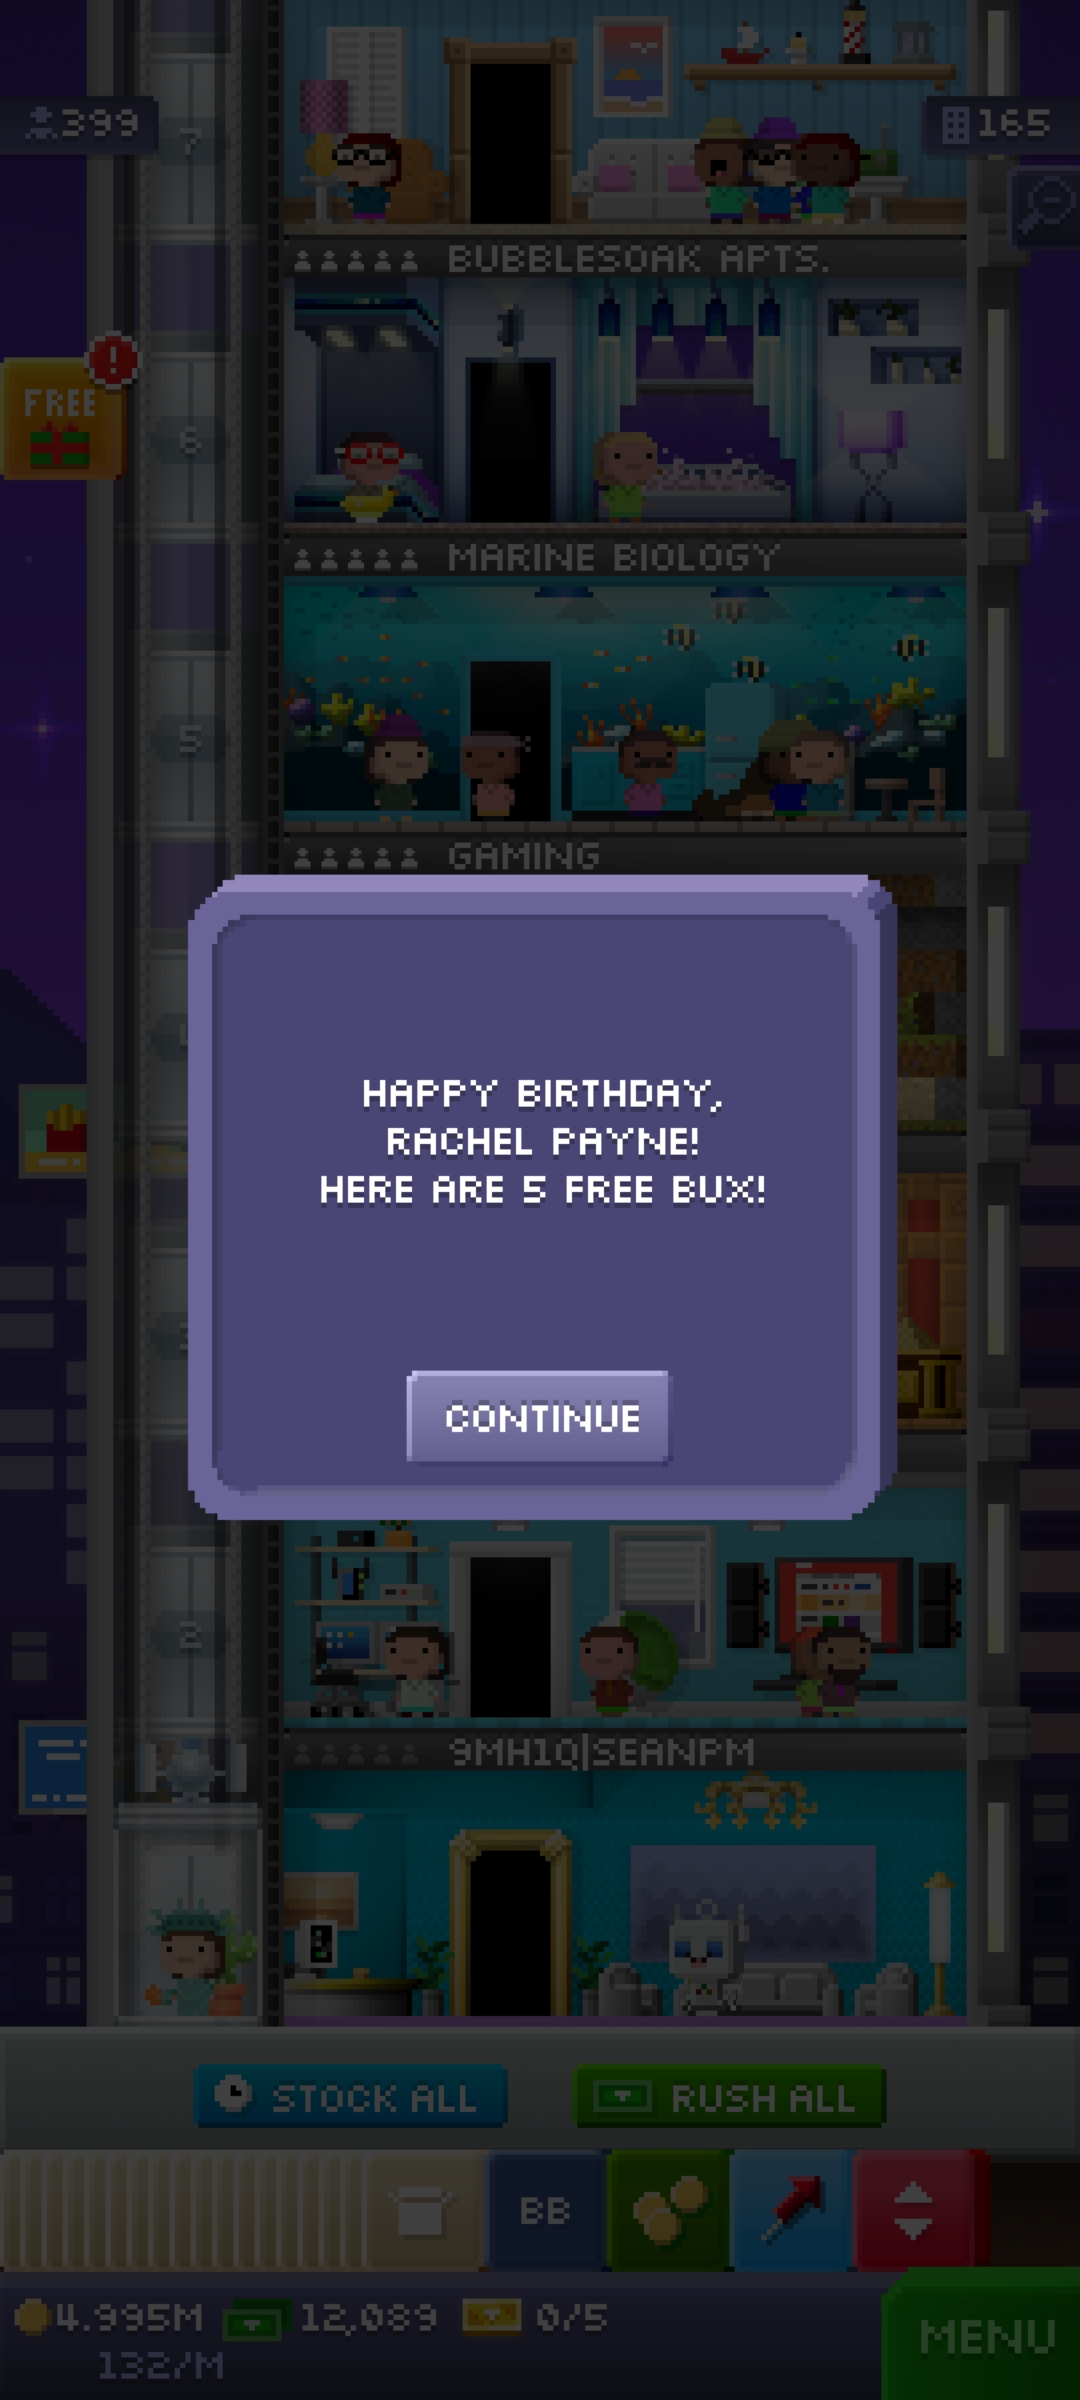 7
399
165
BUBBLESOAK APTS.
FREE
!
6
MARINE BIOLOGY
5
GAMING
HAPPY BIRTHDAY,
RACHEL PAYNE!
HERE ARE 5 FREE BUX!
CONTINUE
2
9MH1Q|SEANPM
STOCK ALL
RUSH ALL
BB
4.995M
12,089
0/5
132/M
MENU